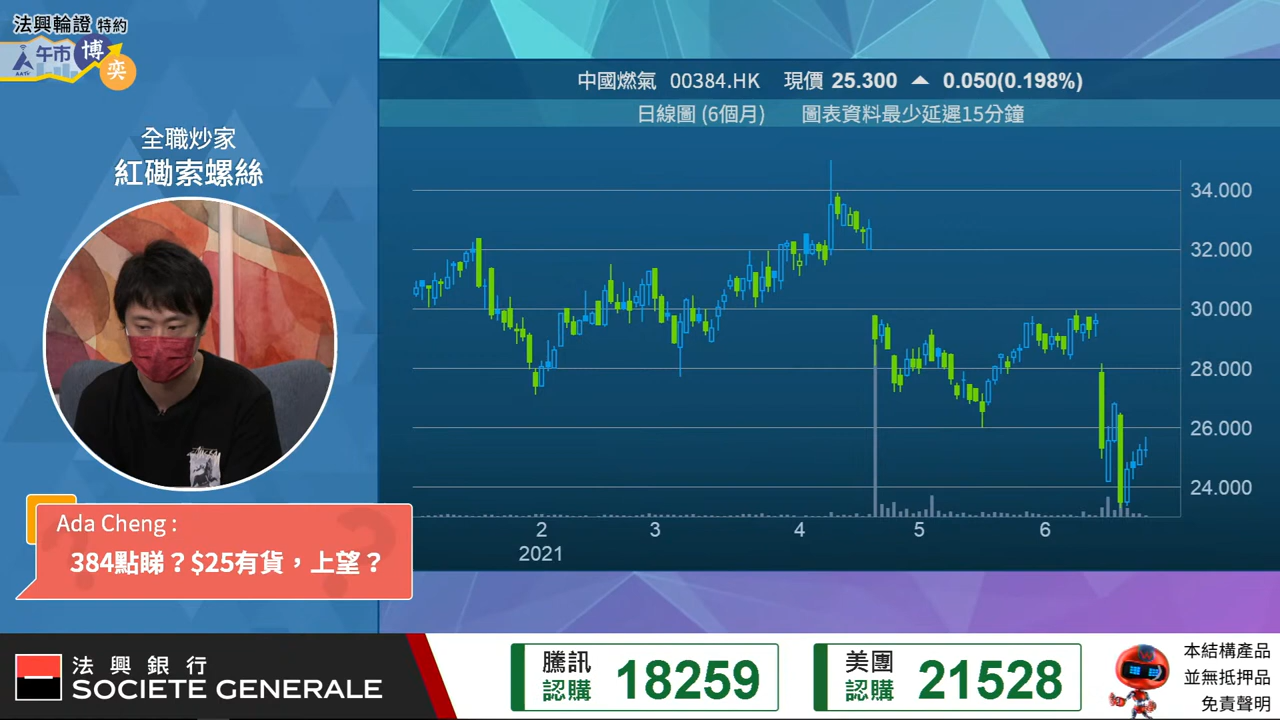 法興輪證 特約
午市博奕
AATV
全職炒家
紅磡索螺絲
Ada Cheng :
384點睇？$25有貨，上望？
中國燃氣 00384.HK 現價 25.300 ▲ 0.050(0.198%)
日線圖 (6個月) 圖表資料最少延遲15分鐘
34.000
32.000
30.000
28.000
26.000
24.000
2 3 4 5 6
2021
法興銀行
SOCIETE GENERALE
騰訊
認購
18259
美團
認購
21528
本結構產品
並無抵押品
免責聲明